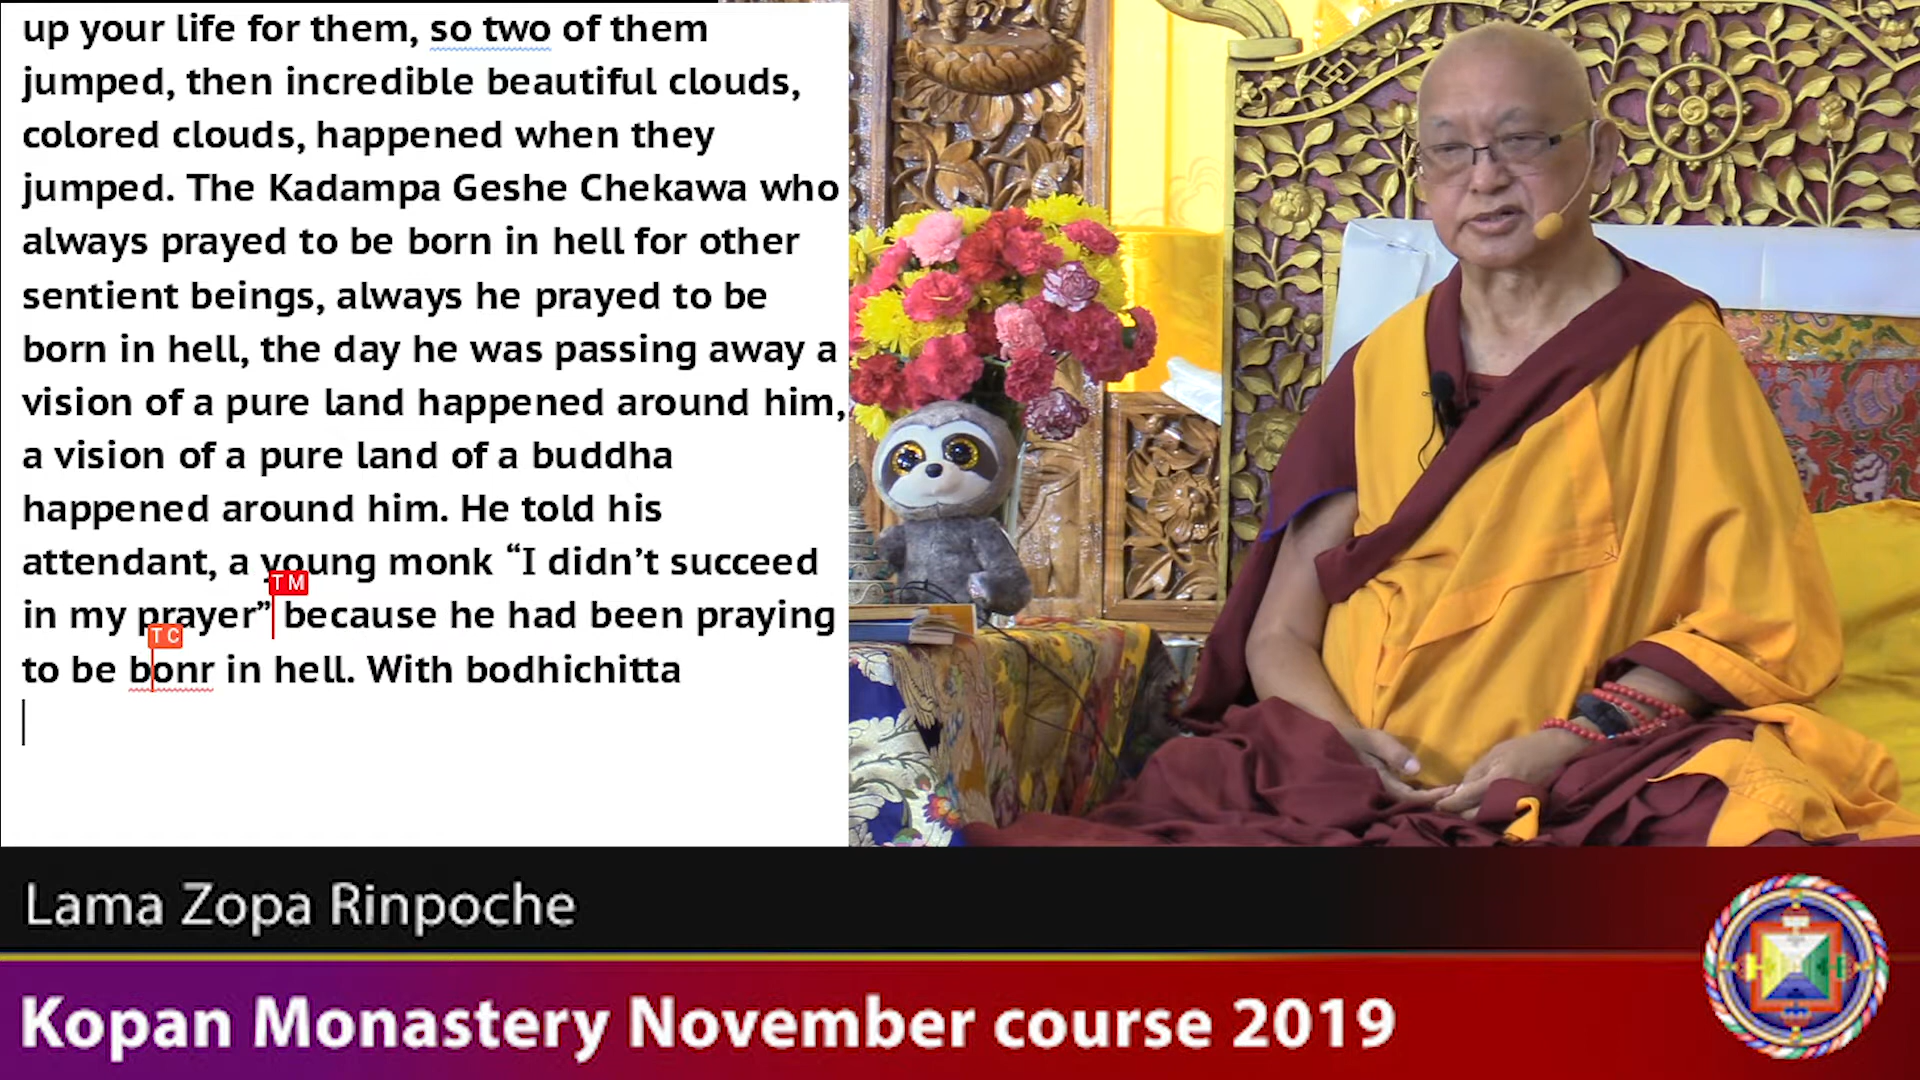 up your life for them, so two of them
jumped, then incredible beautiful clouds,
colored clouds, happened when they
jumped. The Kadampa Geshe Chekawa who
always prayed to be born in hell for other
sentient beings, always he prayed to be
born in hell, the day he was passing away a
vision of a pure land happened around him,
a vision of a pure land of a buddha
happened around him. He told his
attendant, a young monk “I didn’t succeed
TM
in my prayer” because he had been praying
TC
to be bonr in hell. With bodhichitta
Lama Zopa Rinpoche
Kopan Monastery November course 2019